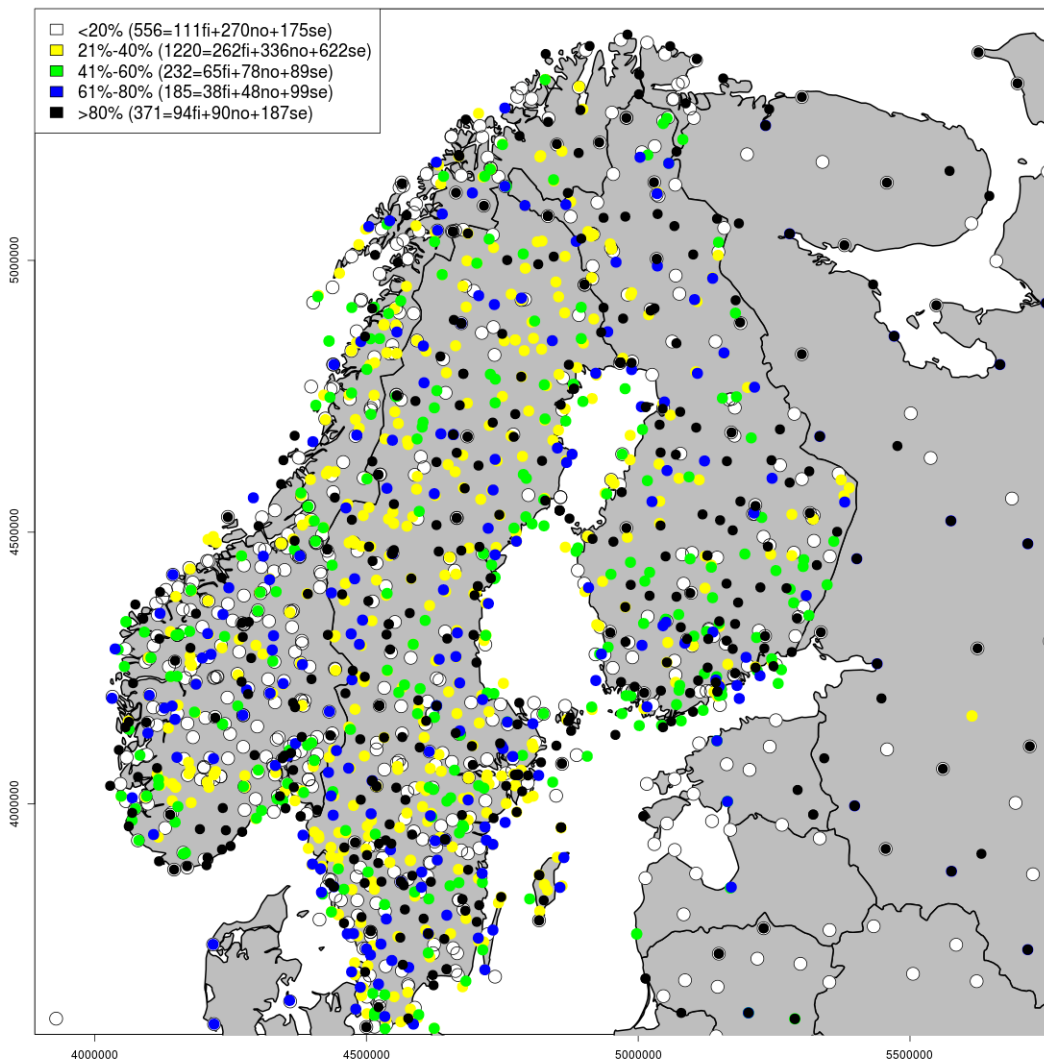 <20% (556=111fi+270no+175se)
21%-40% (1220=262fi+336no+622se)
41%-60% (232=65fi+78no+89se)
61%-80% (185=38fi+48no+99se)
>80% (371=94fi+90no+187se)
5000000
4500000
4000000
4000000 4500000 5000000 5500000